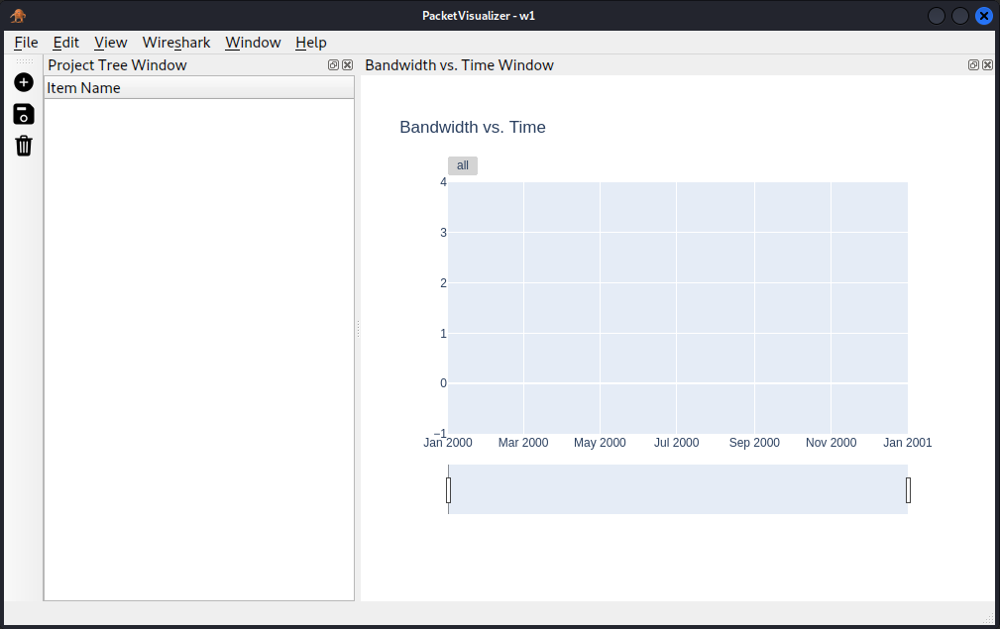 PacketVisualizer - w1
File Edit View Wireshark Window Help
Project Tree Window
Item Name
Bandwidth vs. Time Window
Bandwidth vs. Time
all
4
3
2
1
0
−1
Jan 2000 Mar 2000 May 2000 Jul 2000 Sep 2000 Nov 2000 Jan 2001